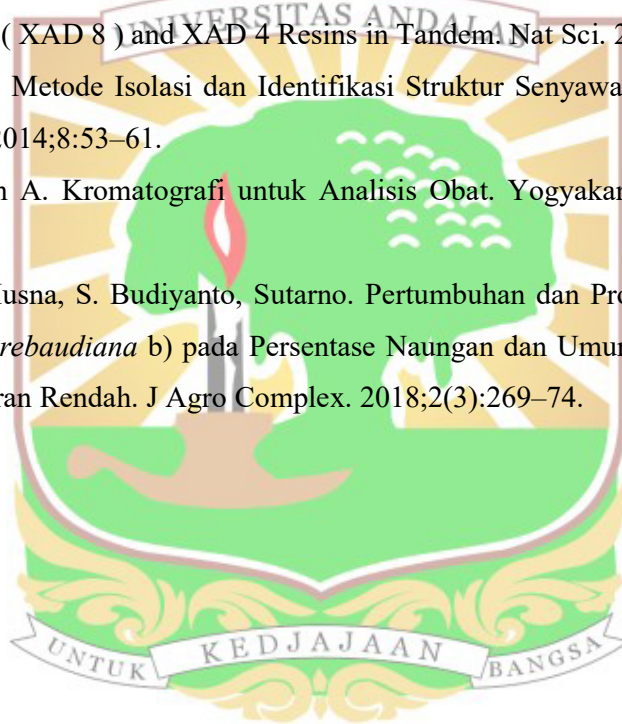 UNIVERSITAS ANDALAS
( XAD 8 ) and XAD 4 Resins in Tandem. Nat Sci. 2
Metode Isolasi dan Identifikasi Struktur Senyawa
2014;8:53–61.
A. Kromatografi untuk Analisis Obat. Yogyakar
usna, S. Budiyanto, Sutarno. Pertumbuhan dan Pro
rebaudiana b) pada Persentase Naungan dan Umur
ran Rendah. J Agro Complex. 2018;2(3):269–74.
UNTUK KEDJAJAAN BANGSA